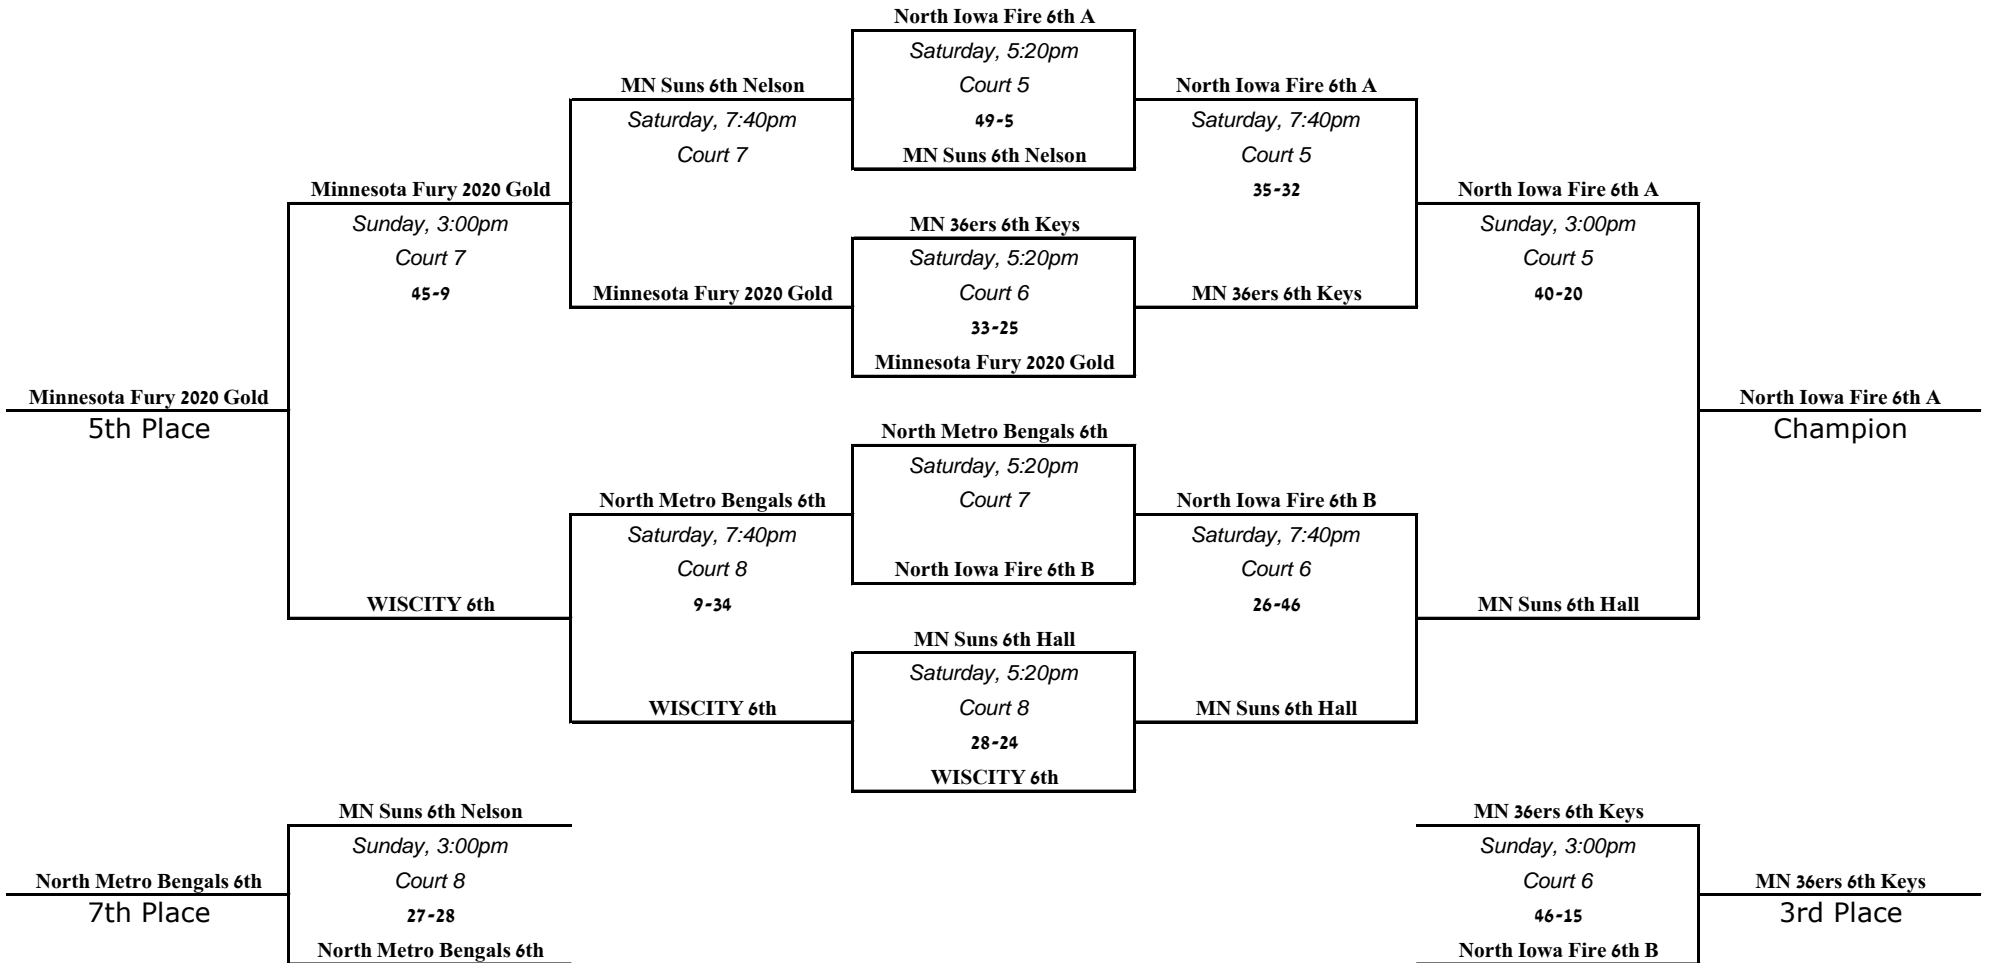 North Iowa Fire 6th A
Saturday, 5:20pm
MN Suns 6th Nelson
Court 5
North Iowa Fire 6th A
Saturday, 7:40pm
49-5
Saturday, 7:40pm
Court 7
MN Suns 6th Nelson
Court 5
Minnesota Fury 2020 Gold
35-32
North Iowa Fire 6th A
Sunday, 3:00pm
MN 36ers 6th Keys
Sunday, 3:00pm
Court 7
Saturday, 5:20pm
Court 5
45-9
Minnesota Fury 2020 Gold
Court 6
MN 36ers 6th Keys
40-20
33-25
Minnesota Fury 2020 Gold
Minnesota Fury 2020 Gold
North Iowa Fire 6th A
5th Place
North Metro Bengals 6th
Champion
Saturday, 5:20pm
North Metro Bengals 6th
Court 7
North Iowa Fire 6th B
Saturday, 7:40pm
Saturday, 7:40pm
Court 8
North Iowa Fire 6th B
Court 6
WISCITY 6th
9-34
26-46
MN Suns 6th Hall
MN Suns 6th Hall
Saturday, 5:20pm
WISCITY 6th
Court 8
MN Suns 6th Hall
28-24
WISCITY 6th
MN Suns 6th Nelson
MN 36ers 6th Keys
Sunday, 3:00pm
Sunday, 3:00pm
North Metro Bengals 6th
Court 8
Court 6
MN 36ers 6th Keys
7th Place
27-28
46-15
3rd Place
North Metro Bengals 6th
North Iowa Fire 6th B